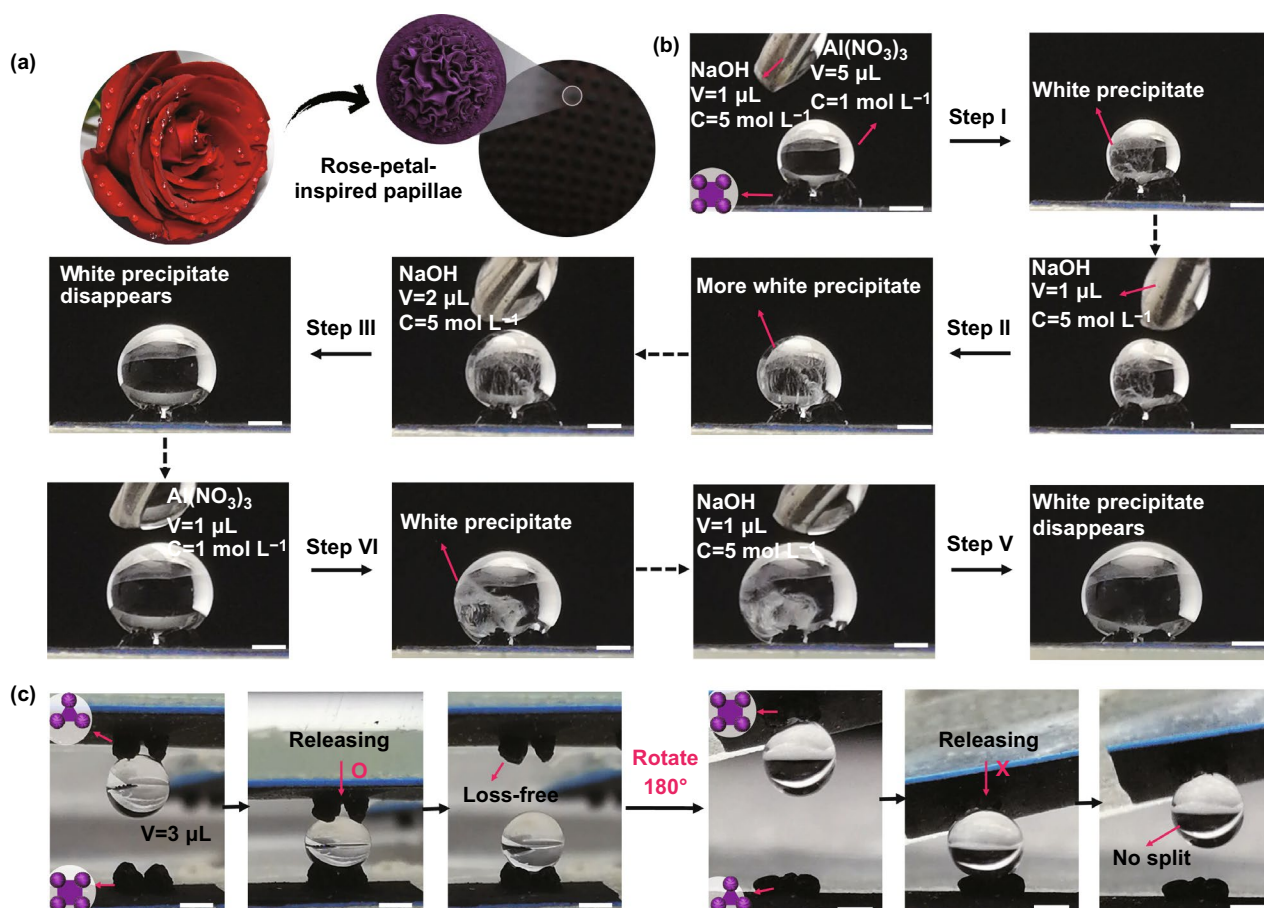 (a)
Rose-petal-
inspired papillae
(b)
NaOH
V=1 µL
C=5 mol L⁻¹
Al(NO₃)₃
V=5 µL
C=1 mol L⁻¹
Step I
White precipitate
NaOH
V=1 µL
C=5 mol L⁻¹
Step II
More white precipitate
NaOH
V=2 µL
C=5 mol L⁻¹
Step III
White precipitate
disappears
Al(NO₃)₃
V=1 µL
C=1 mol L⁻¹
Step VI
White precipitate
NaOH
V=1 µL
C=5 mol L⁻¹
Step V
White precipitate
disappears
(c)
V=3 µL
Releasing
O
Loss-free
Rotate
180°
Releasing
X
No split